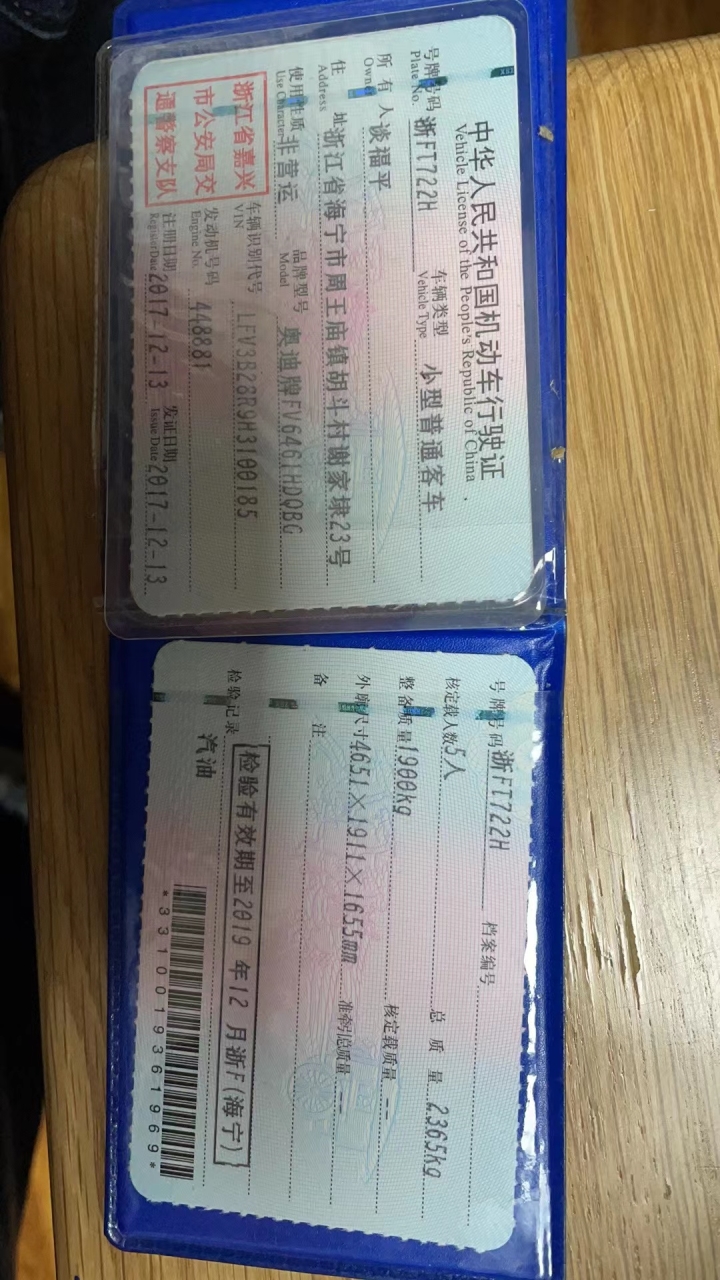 中华人民共和国机动车行驶证
Vehicle License of the People's Republic of China
号牌号码 浙FT722H 车辆类型 小型普通客车
Plate No. Vehicle Type
所有人 谈福平
Owner
住址 浙江省海宁市周王庙镇胡斗村谢家埭23号
Address
使用性质 非营运 品牌型号 奥迪牌FV6461HDQBG
Use Character Model
浙江省嘉兴
市公安局交
通警察支队
车辆识别代号 LFV3B28R9H3100185
VIN
发动机号码 448881
Engine No.
注册日期 2017-12-13 发证日期 2017-12-13
Register Date Issue Date
号牌号码 浙FT722H 档案编号
核定载人数 5人 总质量 2365kg
整备质量 1900kg 核定载质量 --
外廓尺寸 4651×1911×1655mm 准牵引总质量 --
备注
检验记录 检验有效期至2019年12月浙F(海宁)
汽油
*3310019361969*